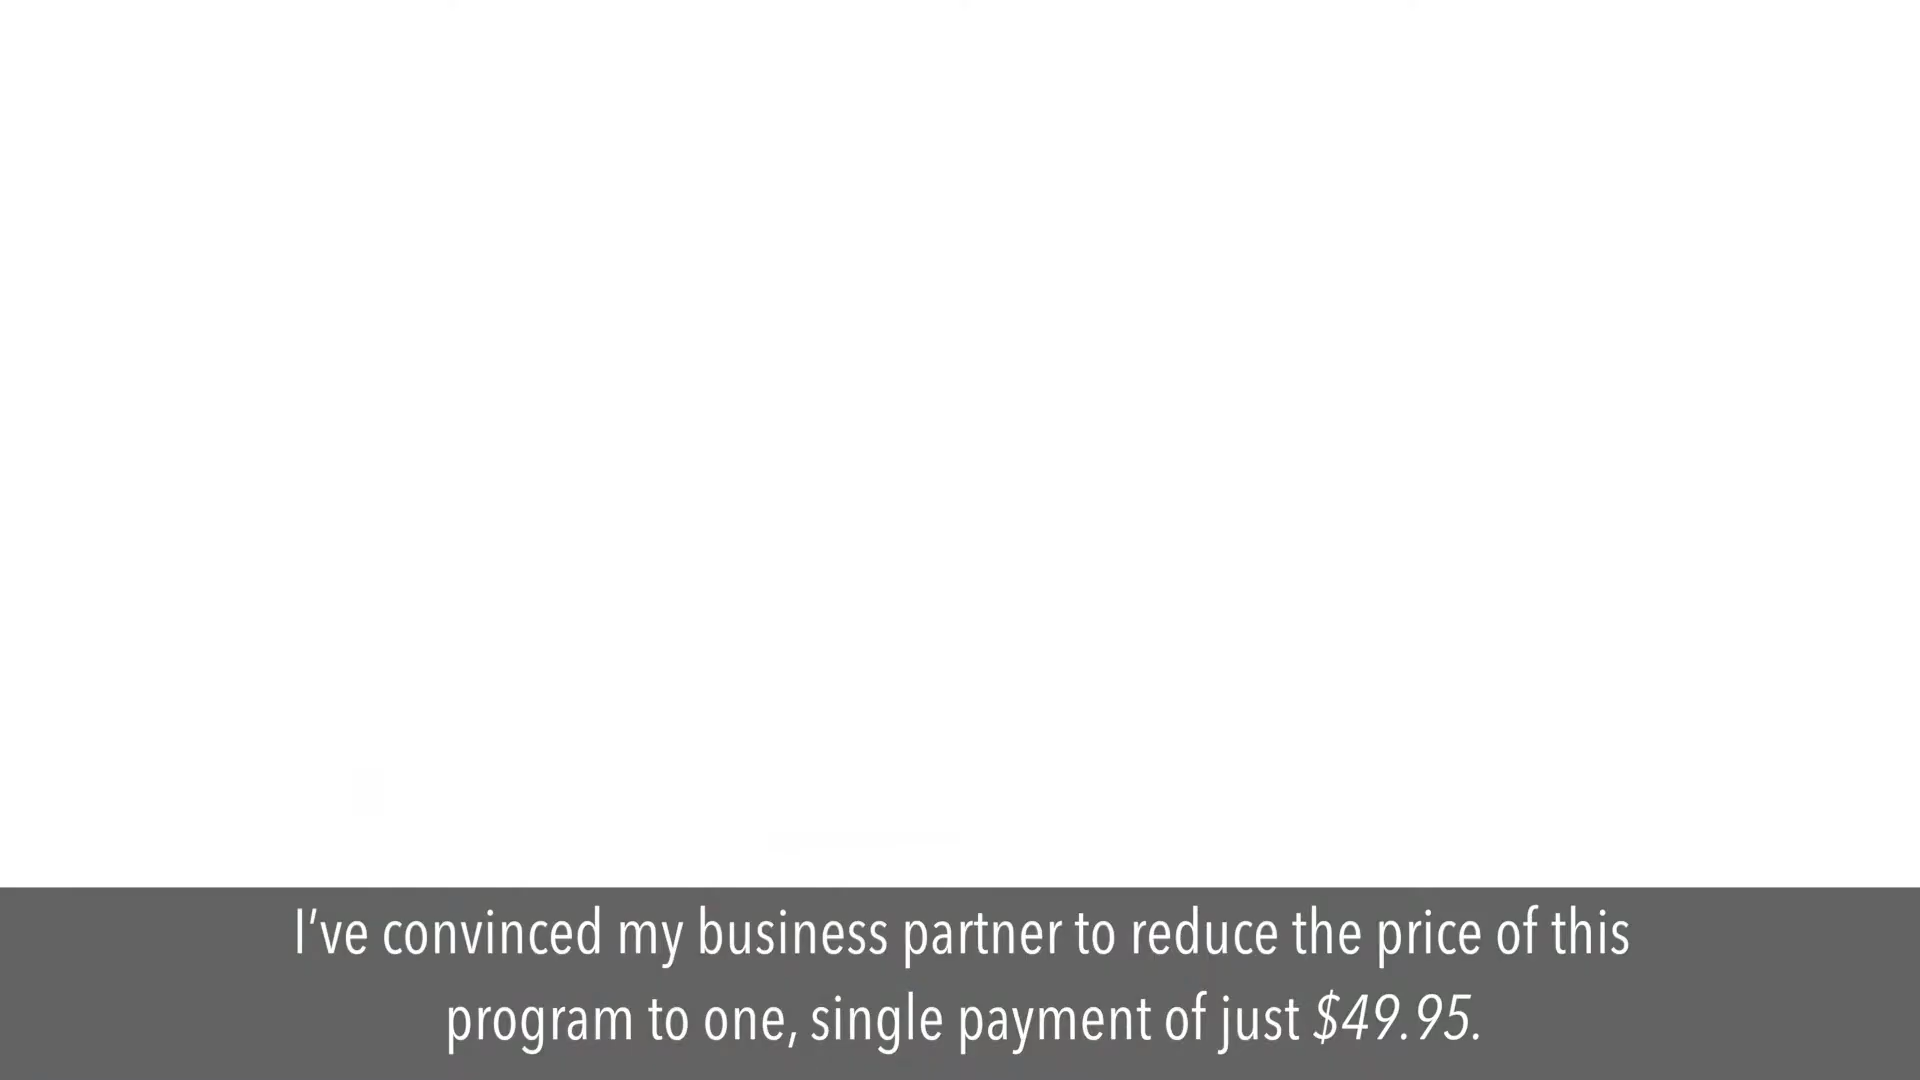 I’ve convinced my business partner to reduce the price of this
program to one, single payment of just $49.95.